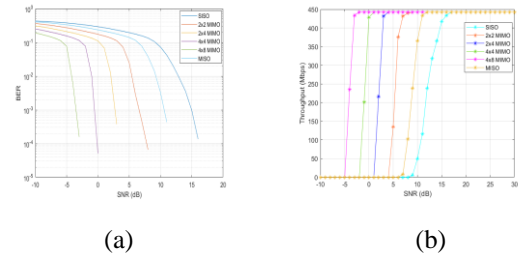 10⁰
10⁻¹
10⁻²
10⁻³
10⁻⁴
10⁻⁵
BER
-10 -5 0 5 10 15 20
SNR (dB)
SISO
2x2 MIMO
2x4 MIMO
4x4 MIMO
4x8 MIMO
MISO
(a)
450
400
350
300
250
200
150
100
50
0
Throughput (Mbps)
-10 -5 0 5 10 15 20 25 30
SNR (dB)
SISO
2x2 MIMO
2x4 MIMO
4x4 MIMO
4x8 MIMO
MISO
(b)